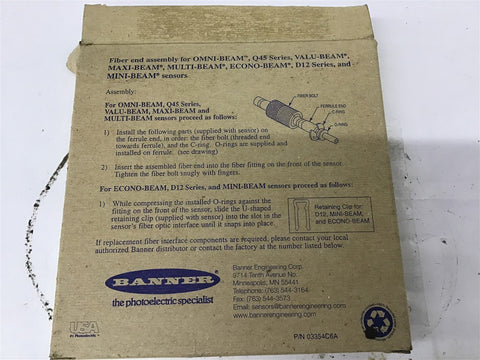 Fiber end assembly for OMNI-BEAM™, Q45 Series, VALU-BEAM®,
MAXI-BEAM®, MULTI-BEAM®, ECONO-BEAM®, D12 Series, and
MINI-BEAM® sensors
Assembly:
For OMNI-BEAM, Q45 Series,
VALU-BEAM, MAXI-BEAM and
MULTI-BEAM sensors proceed as follows:
FIBER BOLT
FERRULE END
C-RING
O-RING
1) Install the following parts (supplied with sensor) on
the ferrule end, in order: the fiber bolt (threaded end
towards ferrule), and the C-ring. O-rings are supplied and
installed on ferrule. (see drawing)
2) Insert the assembled fiber end into the fiber fitting on the front of the sensor.
Tighten the fiber bolt snugly with fingers.
For ECONO-BEAM, D12 Series, and MINI-BEAM sensors proceed as follows:
1) While compressing the installed O-rings against the
fitting on the front of the sensor, slide the U-shaped
retaining clip (supplied with sensor) into the slot in the
sensor's fiber optic interface until it snaps into place.
Retaining Clip for:
D12, MINI-BEAM,
and ECONO-BEAM
If replacement fiber interface components are required, please contact your local
authorized Banner distributor or contact the factory at the number listed below.
BANNER
the photoelectric specialist
Banner Engineering Corp.
9714 Tenth Avenue No.
Minneapolis, MN 55441
Telephone: (763) 544-3164
Fax: (763) 544-3573
Email: sensors@bannerengineering.com
www.bannerengineering.com
USA
P/N 03354C6A